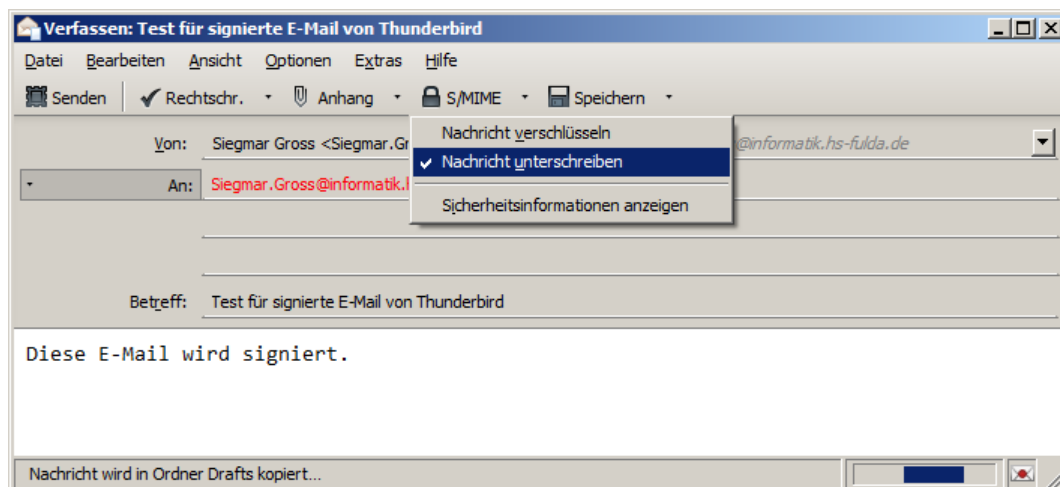 Verfassen: Test für signierte E-Mail von Thunderbird
Datei Bearbeiten Ansicht Optionen Extras Hilfe
Senden Rechtschr. Anhang S/MIME Speichern
Nachricht verschlüsseln
Von: Siegmar Gross <Siegmar.Gr @informatik.hs-fulda.de
Nachricht unterschreiben
An: Siegmar.Gross@informatik.
Sicherheitsinformationen anzeigen
Betreff: Test für signierte E-Mail von Thunderbird
Diese E-Mail wird signiert.
Nachricht wird in Ordner Drafts kopiert...